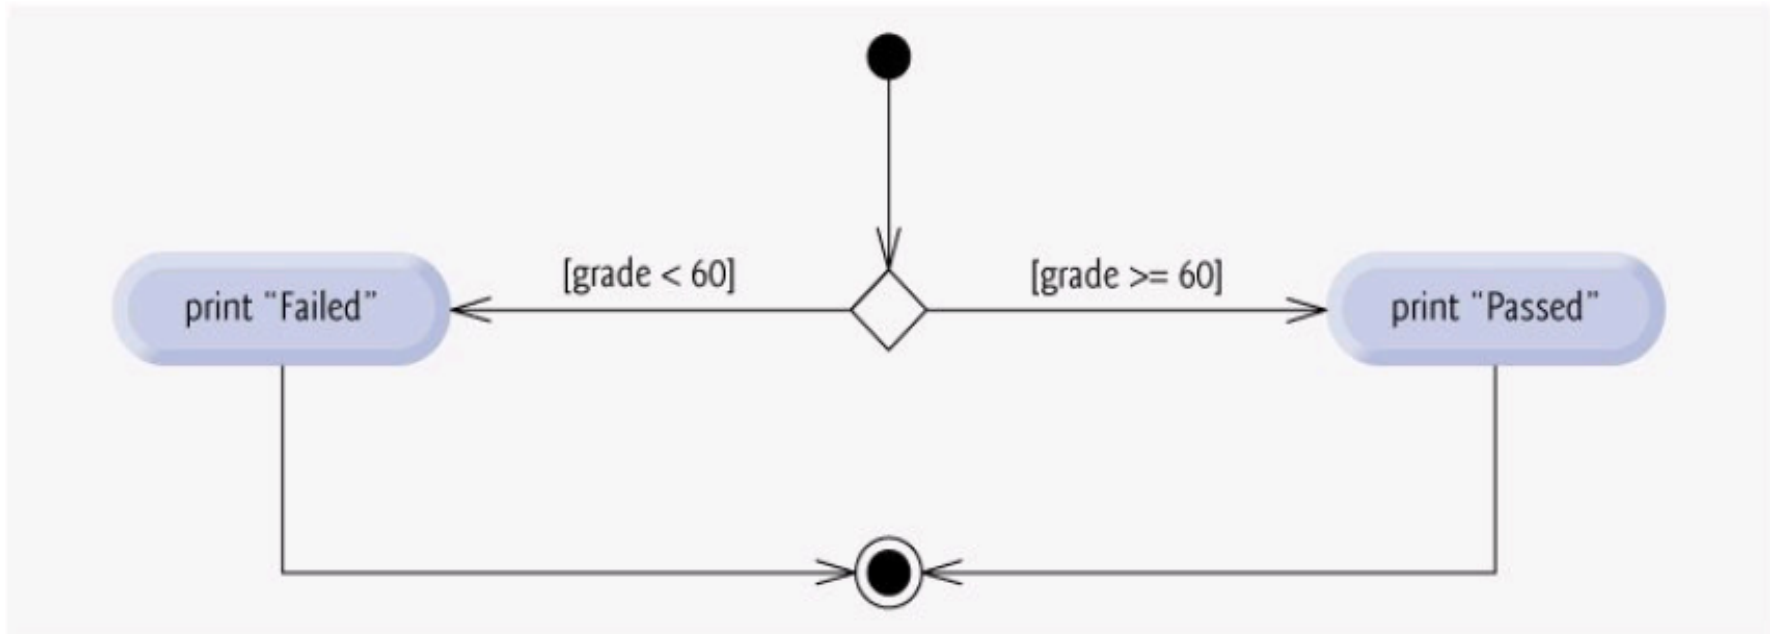 [grade < 60]
[grade >= 60]
print “Failed”
print “Passed”